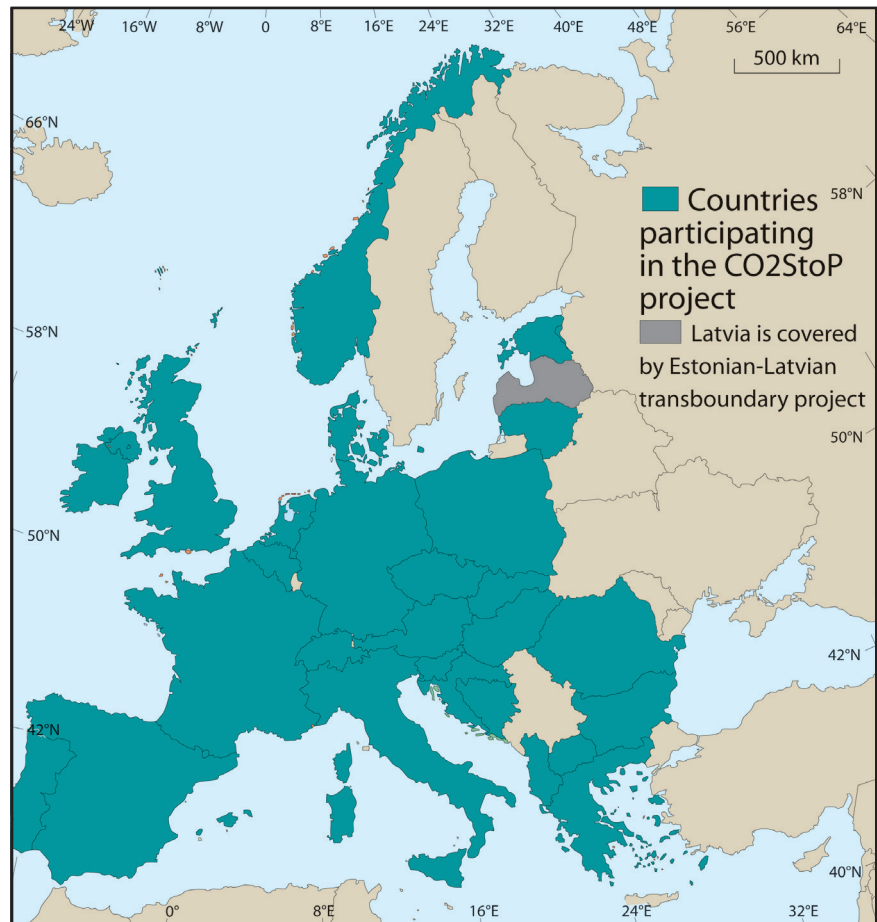 24°W 16°W 8°W 0 8°E 16°E 24°E 32°E 40°E 48°E 56°E 64°E
500 km
66°N
58°N
Countries
participating
in the CO2StoP
project
58°N
Latvia is covered
by Estonian-Latvian
transboundary project
50°N
50°N
42°N
42°N
40°N
0° 8°E 16°E 24°E 32°E